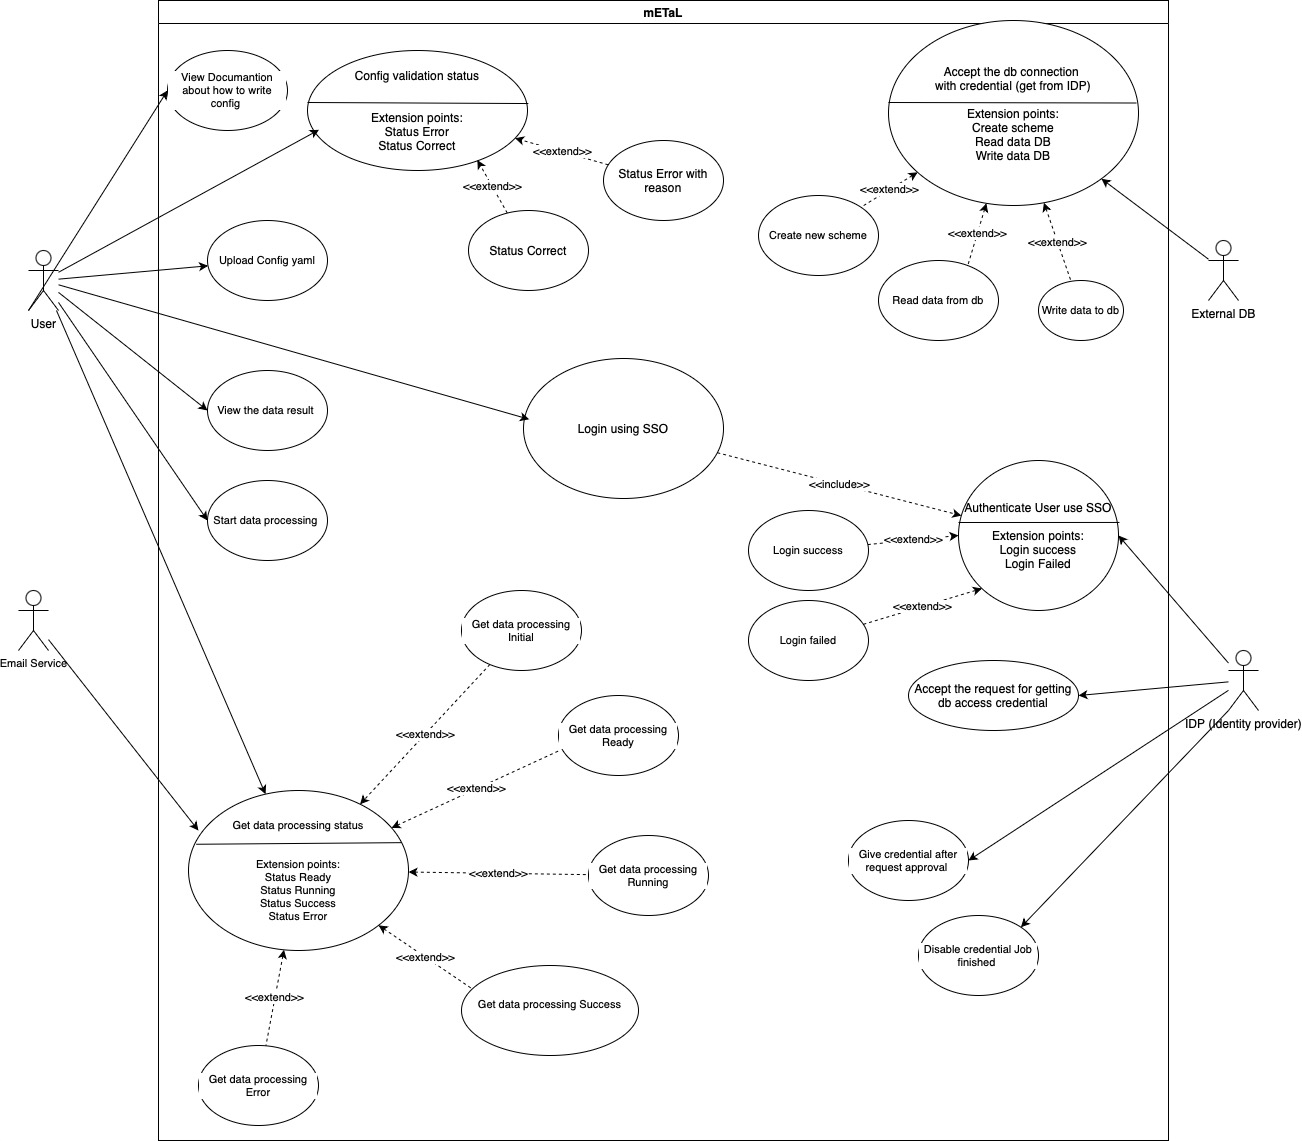 mETaL
View Documantion
about how to write
config
Config validation status
Extension points:
Status Error
Status Correct
<<extend>>
Status Error with
reason
<<extend>>
Status Correct
Accept the db connection
with credential (get from IDP)
Extension points:
Create scheme
Read data DB
Write data DB
<<extend>>
Create new scheme
<<extend>>
Read data from db
<<extend>>
Write data to db
External DB
User
Upload Config yaml
View the data result
Start data processing
Login using SSO
<<include>>
Authenticate User use SSO
Extension points:
Login success
Login Failed
Login success
<<extend>>
Login failed
<<extend>>
Email Service
Get data processing
Initial
<<extend>>
Get data processing
Ready
<<extend>>
Get data processing status
Extension points:
Status Ready
Status Running
Status Success
Status Error
<<extend>>
Get data processing
Running
<<extend>>
Get data processing Success
<<extend>>
Get data processing
Error
Accept the request for getting
db access credential
IDP (Identity provider)
Give credential after
request approval
Disable credential Job
finished